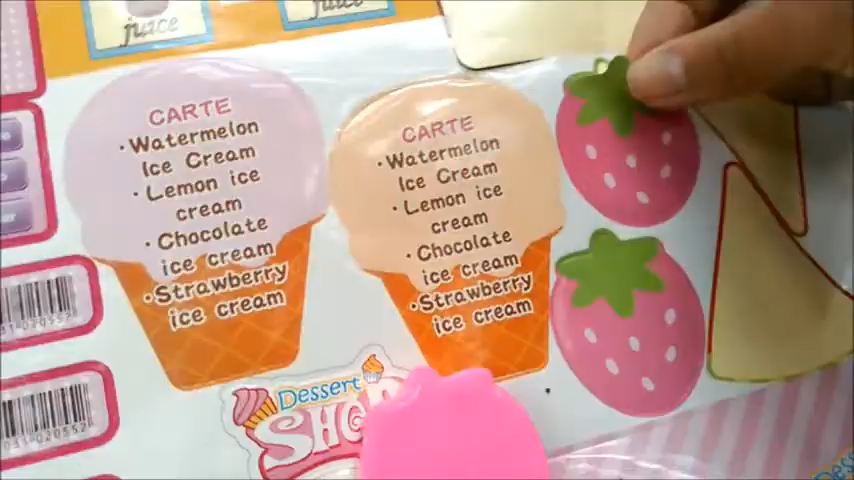 juice
juice
CARTE
• Watermelon
Ice Cream
• Lemon ice
cream
• Chocolate
ice cream
• Strawberry
ice cream
CARTE
• Watermelon
Ice Cream
• Lemon ice
cream
• Chocolate
ice cream
• Strawberry
ice cream
Dessert